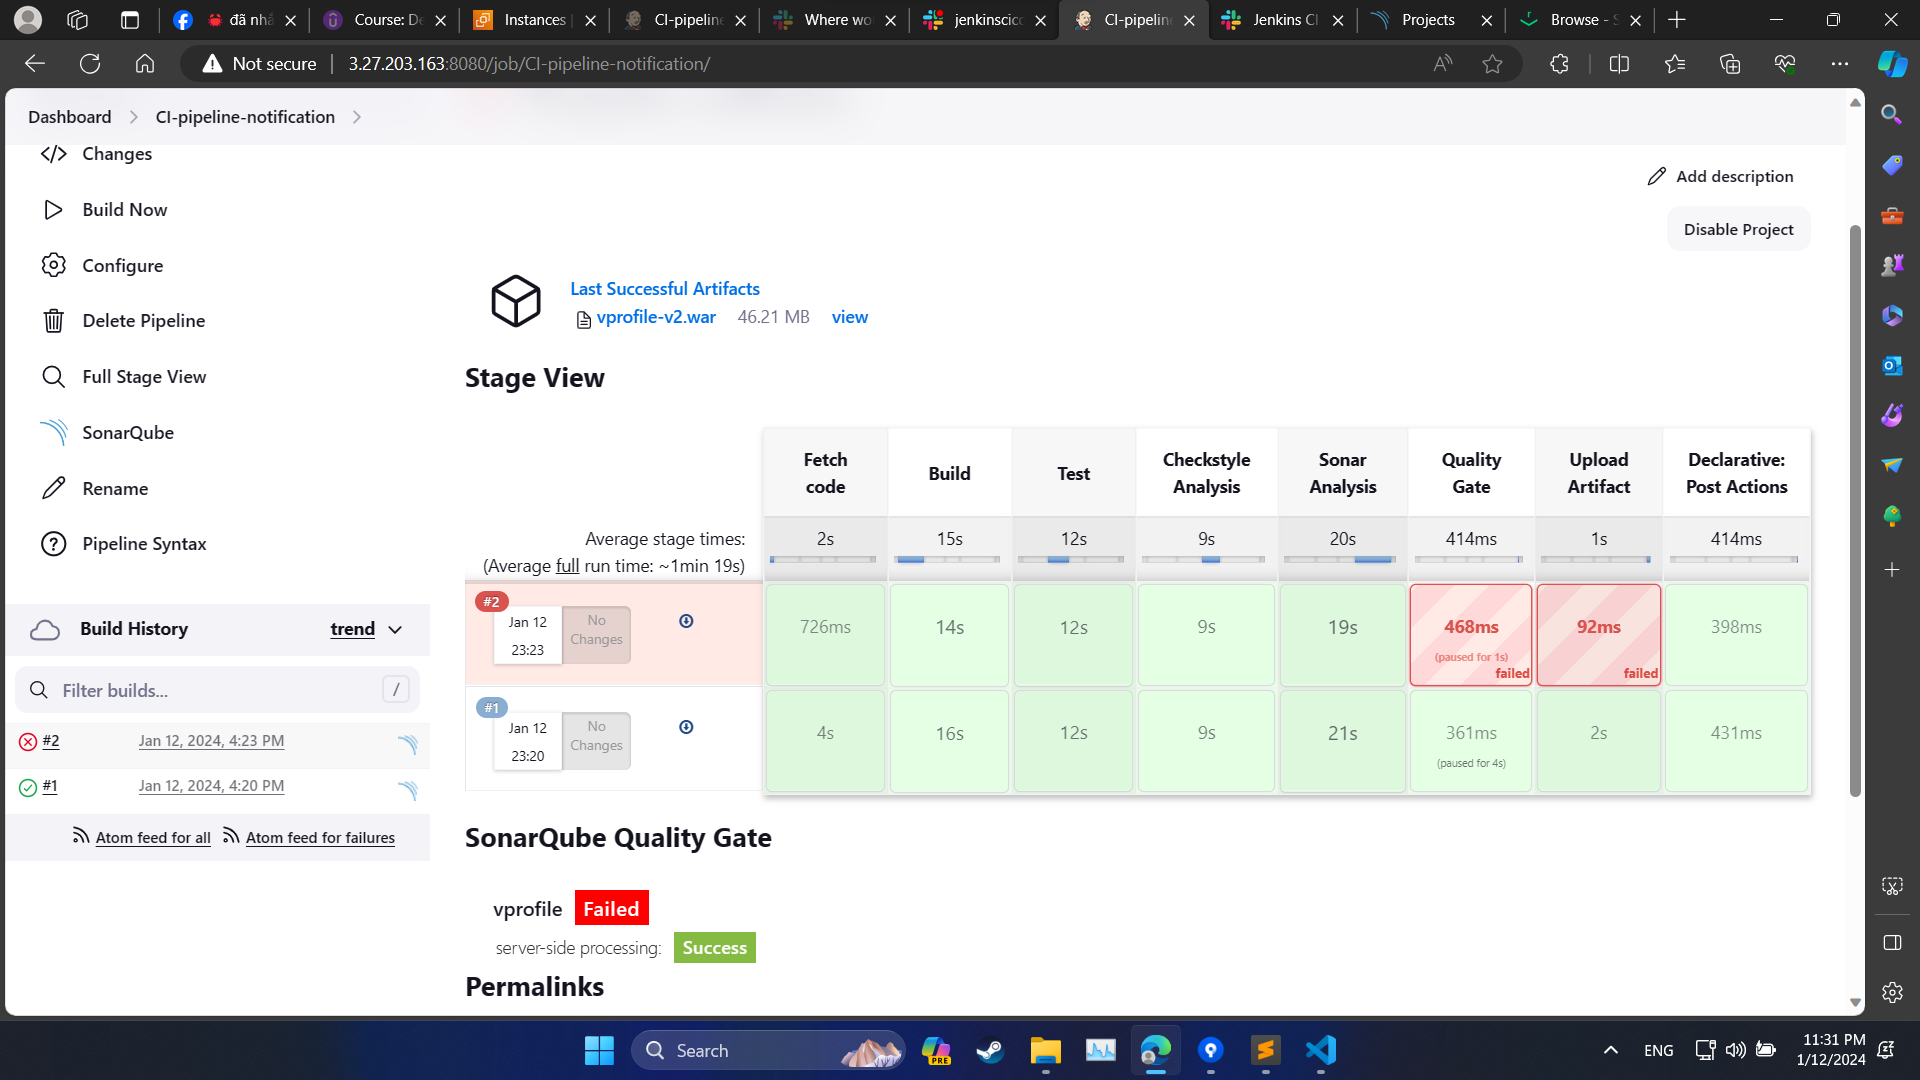 đã nhắ
Course: De
Instances |
CI-pipeline
Where wo
jenkinscicd
CI-pipeline
Jenkins CI
Projects
Browse - S
Not secure
3.27.203.163:8080/job/CI-pipeline-notification/
Dashboard
CI-pipeline-notification
Changes
Add description
Build Now
Disable Project
Configure
Last Successful Artifacts
Delete Pipeline
vprofile-v2.war 46.21 MB view
Full Stage View
Stage View
SonarQube
Rename
Pipeline Syntax
Fetch code
Build
Test
Checkstyle Analysis
Sonar Analysis
Quality Gate
Upload Artifact
Declarative: Post Actions
Average stage times:
2s 15s 12s 9s 20s 414ms 1s 414ms
(Average full run time: ~1min 19s)
#2
Jan 12
23:23
No Changes
726ms 14s 12s 9s 19s 468ms 92ms 398ms
(paused for 1s)
failed failed
#1
Jan 12
23:20
No Changes
4s 16s 12s 9s 21s 361ms 2s 431ms
(paused for 4s)
Build History trend
Filter builds... /
#2 Jan 12, 2024, 4:23 PM
#1 Jan 12, 2024, 4:20 PM
Atom feed for all Atom feed for failures
SonarQube Quality Gate
vprofile Failed
server-side processing: Success
Permalinks
Search
PRE
ENG
11:31 PM
1/12/2024